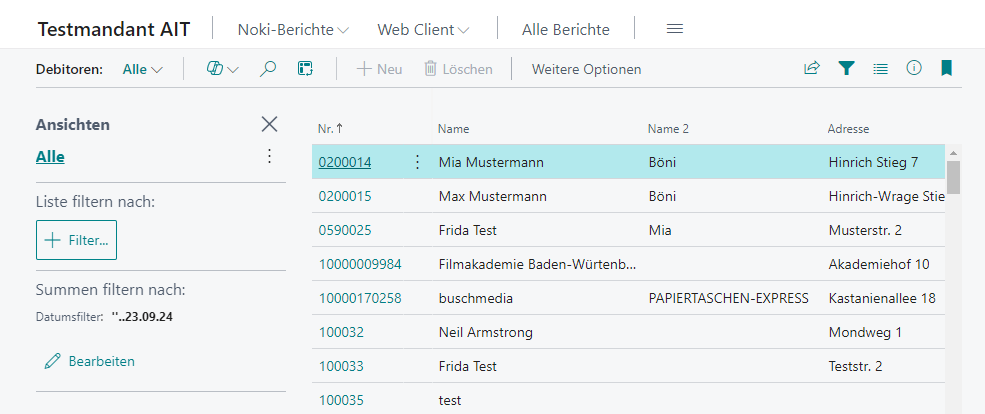 Testmandant AIT
Noki-Berichte
Web Client
Alle Berichte
Debitoren: Alle
Neu
Löschen
Weitere Optionen
Ansichten
Alle
Liste filtern nach:
Filter...
Summen filtern nach:
Datumsfilter: ''..23.09.24
Bearbeiten
Nr. ↑ Name Name 2 Adresse
0200014 Mia Mustermann Böni Hinrich Stieg 7
0200015 Max Mustermann Böni Hinrich-Wrage Stie
0590025 Frida Test Mia Musterstr. 2
10000009984 Filmakademie Baden-Würtenb... Akademiehof 10
10000170258 buschmedia PAPIERTASCHEN-EXPRESS Kastanienallee 18
100032 Neil Armstrong Mondweg 1
100033 Frida Test Teststr. 2
100035 test